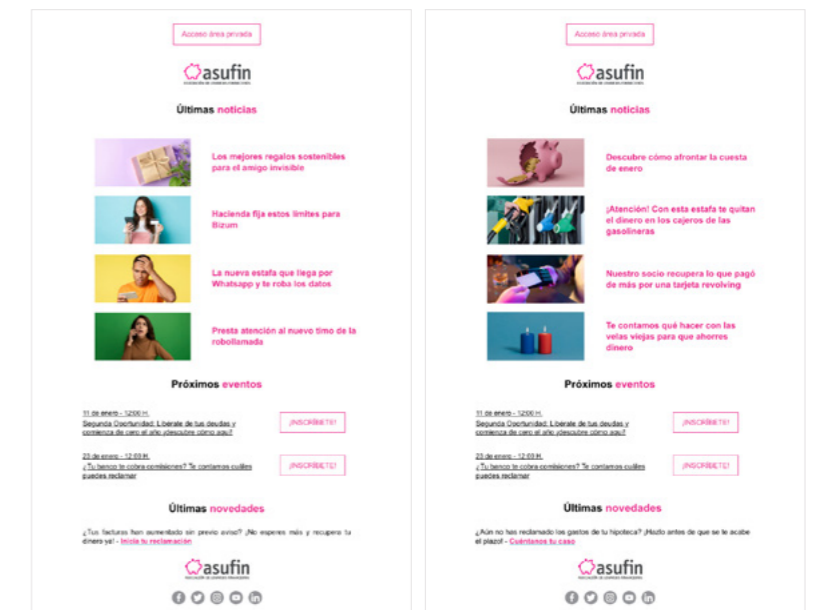 Acceso área privada
asufin
Últimas noticias
Los mejores regalos sostenibles
para el amigo invisible
Hacienda fija estos límites para
Bizum
La nueva estafa que llega por
Whatsapp y te roba los datos
Presta atención al nuevo timo de la
robollamada
Próximos eventos
11 de enero - 12:00 H.
Segunda Oportunidad: Libérate de tus deudas y
comienza de cero el año ¡descubre cómo aquí!
¡INSCRÍBETE!
23 de enero - 12:00 H.
¿Tu banco te cobra comisiones? Te contamos cuáles
puedes reclamar
¡INSCRÍBETE!
Últimas novedades
¿Tus facturas han aumentado sin previo aviso? ¡No esperes más y recupera tu
dinero ya! - Inicia tu reclamación
asufin
Acceso área privada
asufin
Últimas noticias
Descubre cómo afrontar la cuesta
de enero
¡Atención! Con esta estafa te quitan
el dinero en los cajeros de las
gasolineras
Nuestro socio recupera lo que pagó
de más por una tarjeta revolving
Te contamos qué hacer con las
velas viejas para que ahorres
dinero
Próximos eventos
11 de enero - 12:00 H.
Segunda Oportunidad: Libérate de tus deudas y
comienza de cero el año ¡descubre cómo aquí!
¡INSCRÍBETE!
23 de enero - 12:00 H.
¿Tu banco te cobra comisiones? Te contamos cuáles
puedes reclamar
¡INSCRÍBETE!
Últimas novedades
¿Aún no has reclamado los gastos de tu hipoteca? ¡Hazlo antes de que se te acabe
el plazo! - Cuéntanos tu caso
asufin